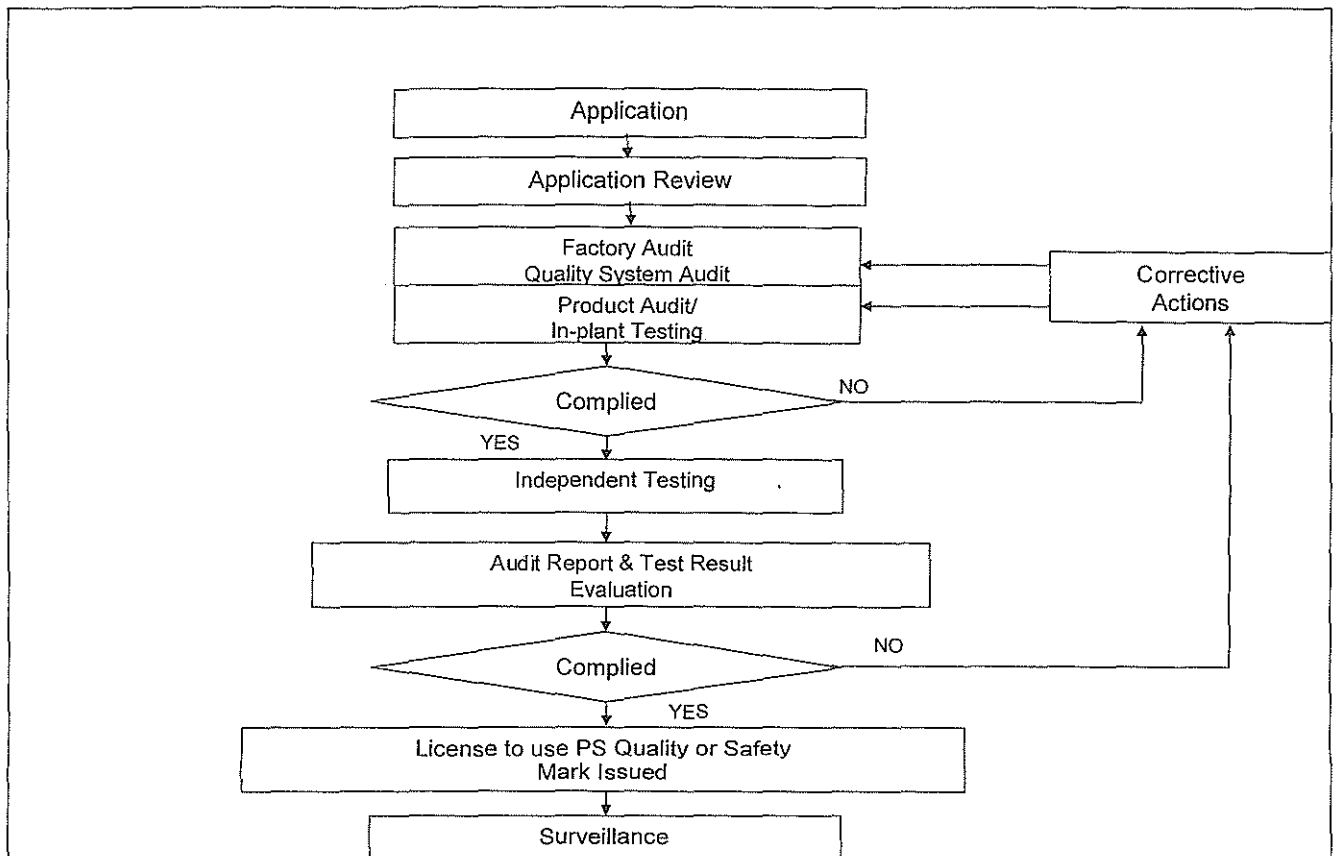 Application
Application Review
Factory Audit
Quality System Audit
Product Audit/
In-plant Testing
Corrective
Actions
Complied
NO
YES
Independent Testing
Audit Report & Test Result
Evaluation
Complied
NO
YES
License to use PS Quality or Safety
Mark Issued
Surveillance